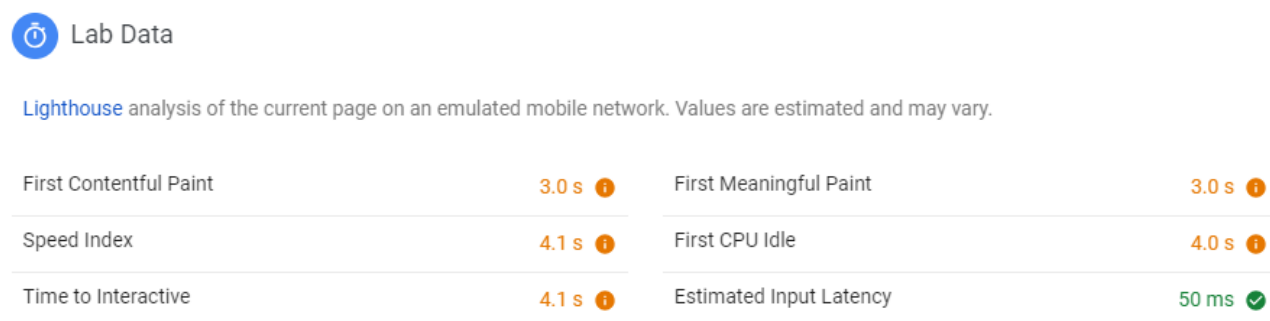 Lab Data
Lighthouse analysis of the current page on an emulated mobile network. Values are estimated and may vary.
First Contentful Paint 3.0 s
First Meaningful Paint 3.0 s
Speed Index 4.1 s
First CPU Idle 4.0 s
Time to Interactive 4.1 s
Estimated Input Latency 50 ms